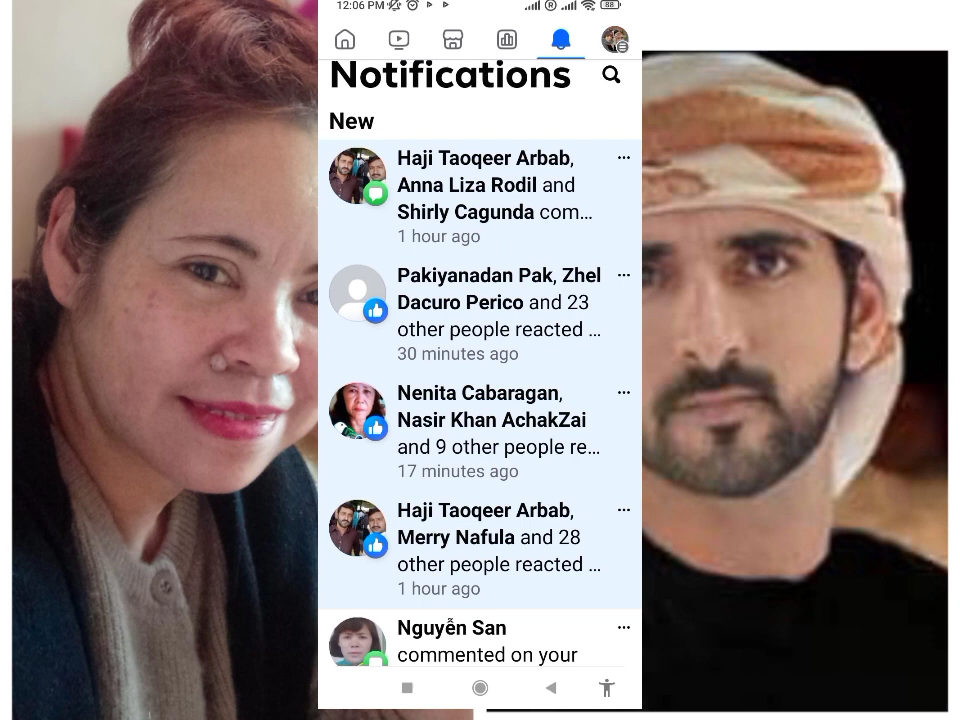 12:06 PM
88
Notifications
New
Haji Taoqeer Arbab,
Anna Liza Rodil and
Shirly Cagunda com...
1 hour ago
Pakiyanadan Pak, Zhel
Dacuro Perico and 23
other people reacted ...
30 minutes ago
Nenita Cabaragan,
Nasir Khan AchakZai
and 9 other people re...
17 minutes ago
Haji Taoqeer Arbab,
Merry Nafula and 28
other people reacted ...
1 hour ago
Nguyễn San
commented on your